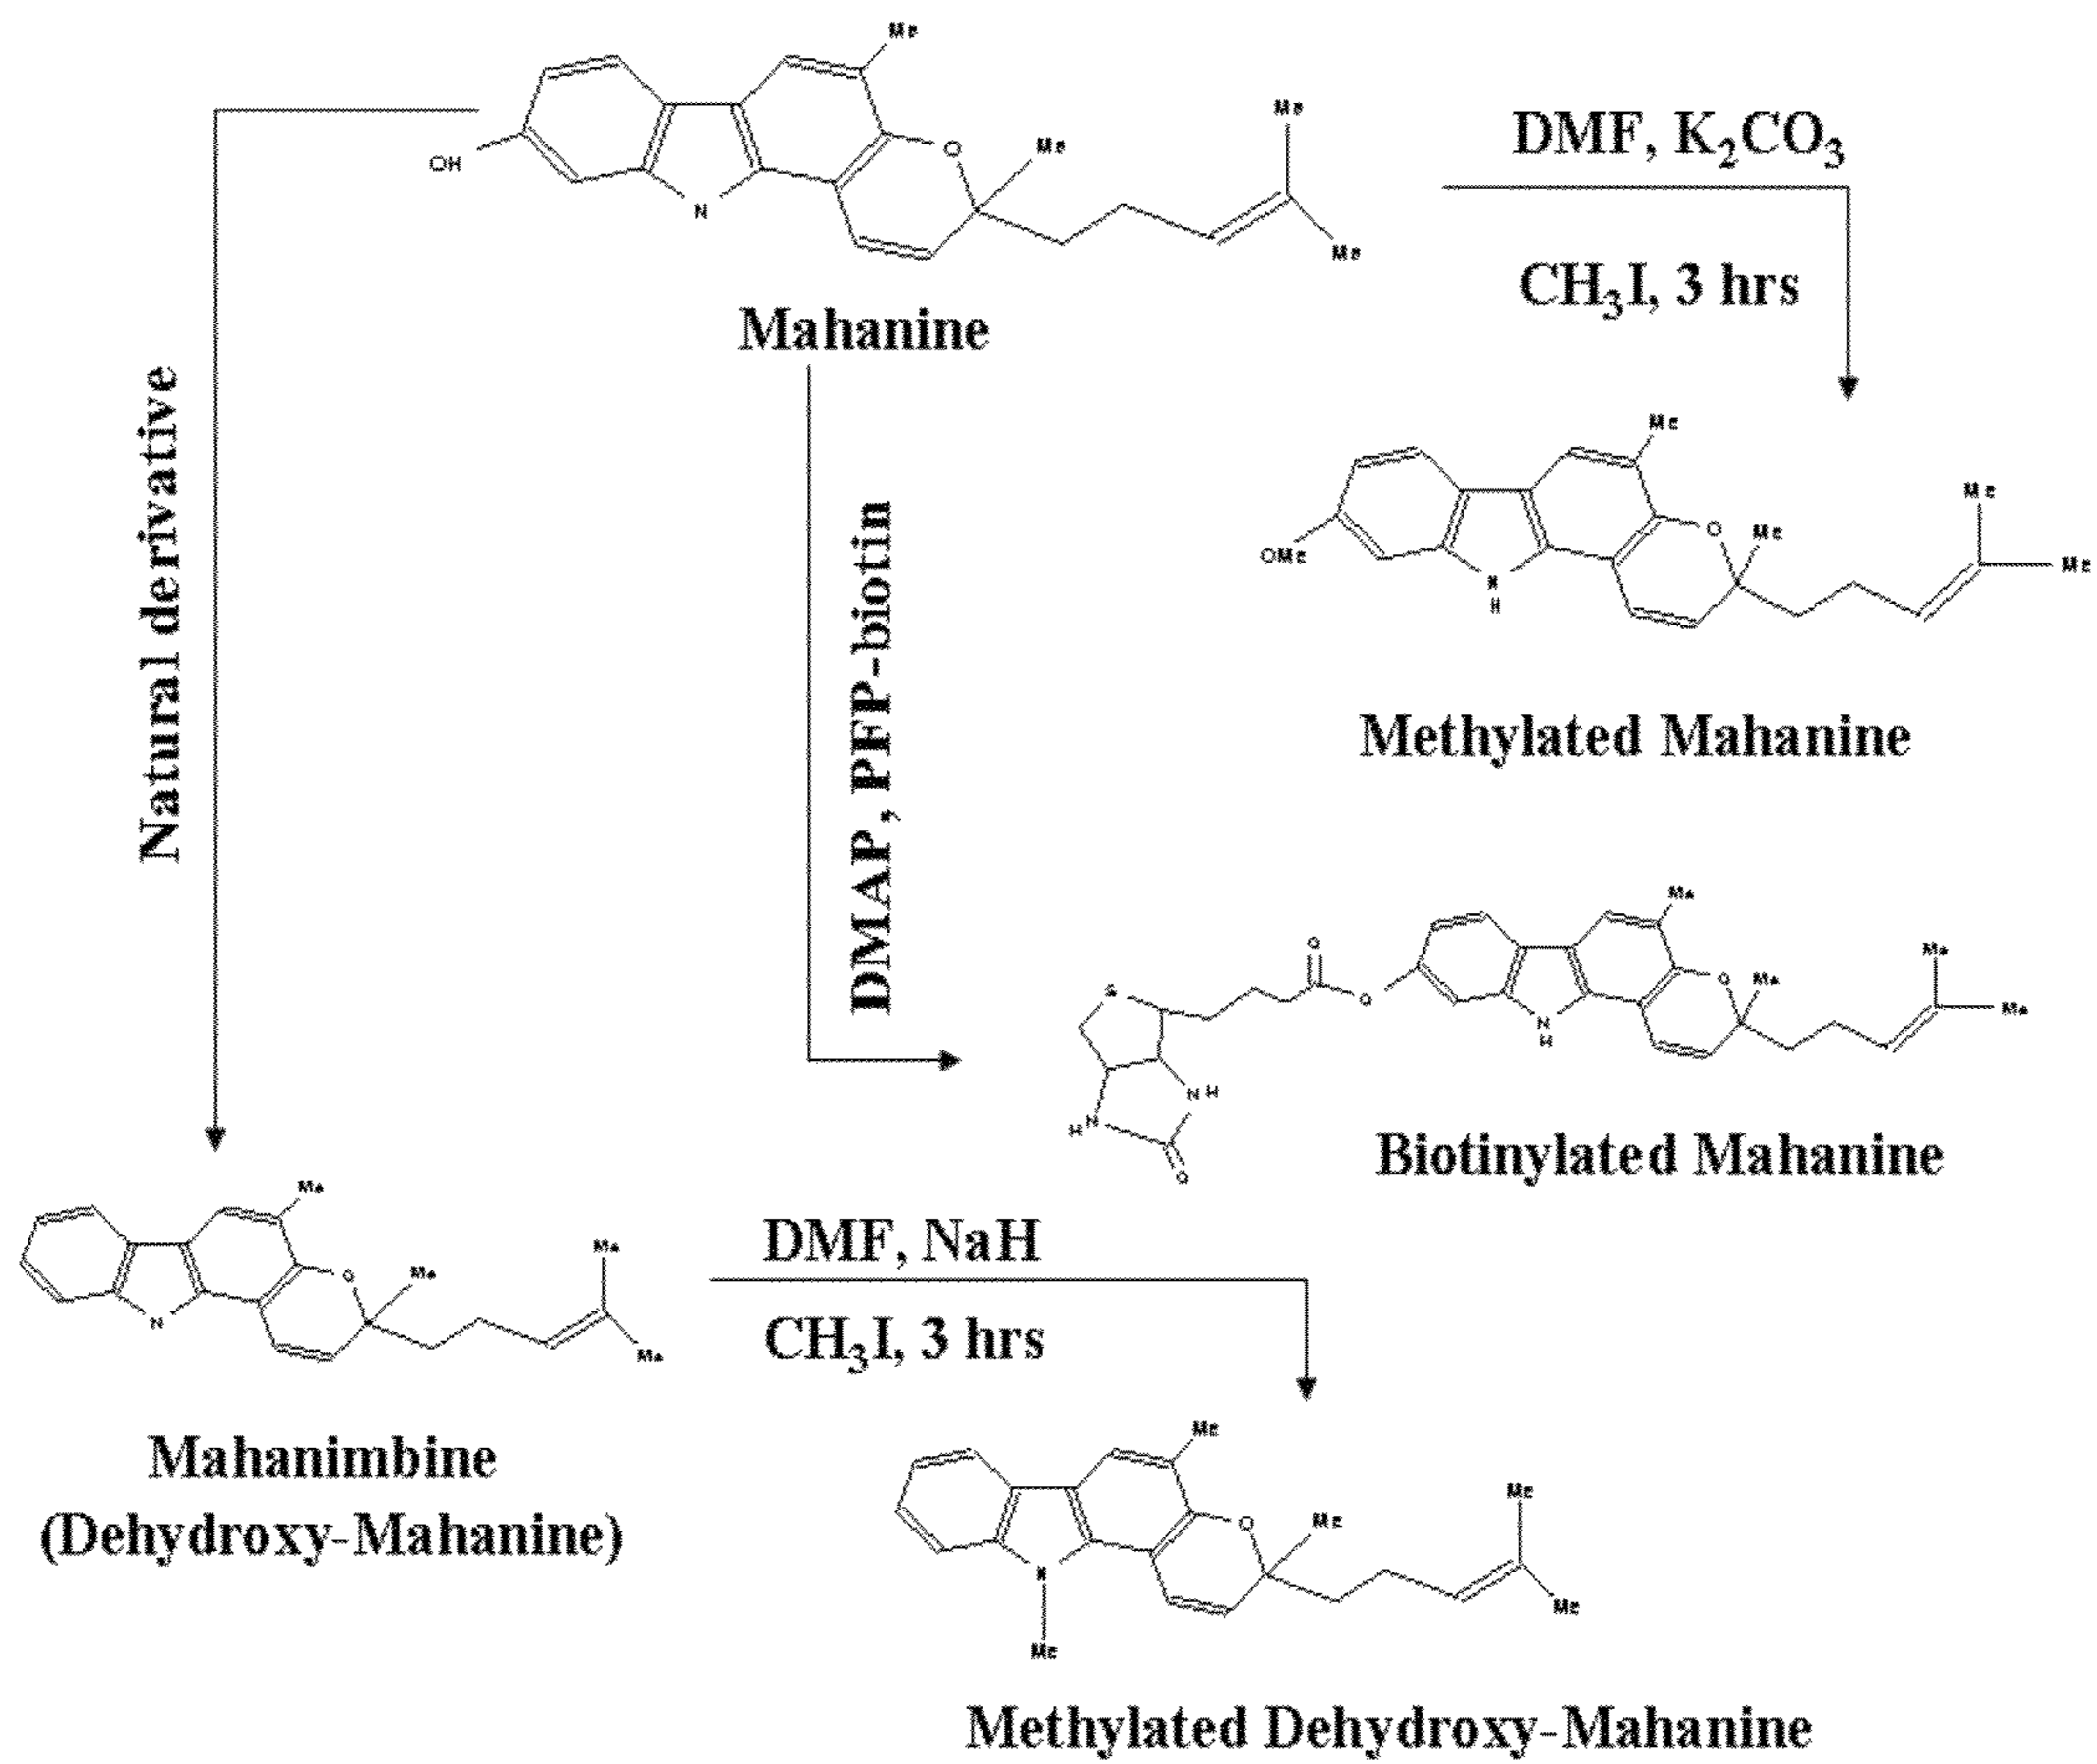 Me
OH
N
O
Me
Me
Me
Mahanine
DMF, K2CO3
CH3I, 3 hrs
Natural derivative
DMAP, PFP-biotin
Me
OMe
N
H
O
Me
Me
Me
Methylated Mahanine
Me
O
S
O
N
H
O
Me
Me
Me
N H
H N
O
Biotinylated Mahanine
Me
N
O
Me
Me
Me
Mahanimbine
(Dehydroxy-Mahanine)
DMF, NaH
CH3I, 3 hrs
Me
N
Me
O
Me
Me
Me
Methylated Dehydroxy-Mahanine